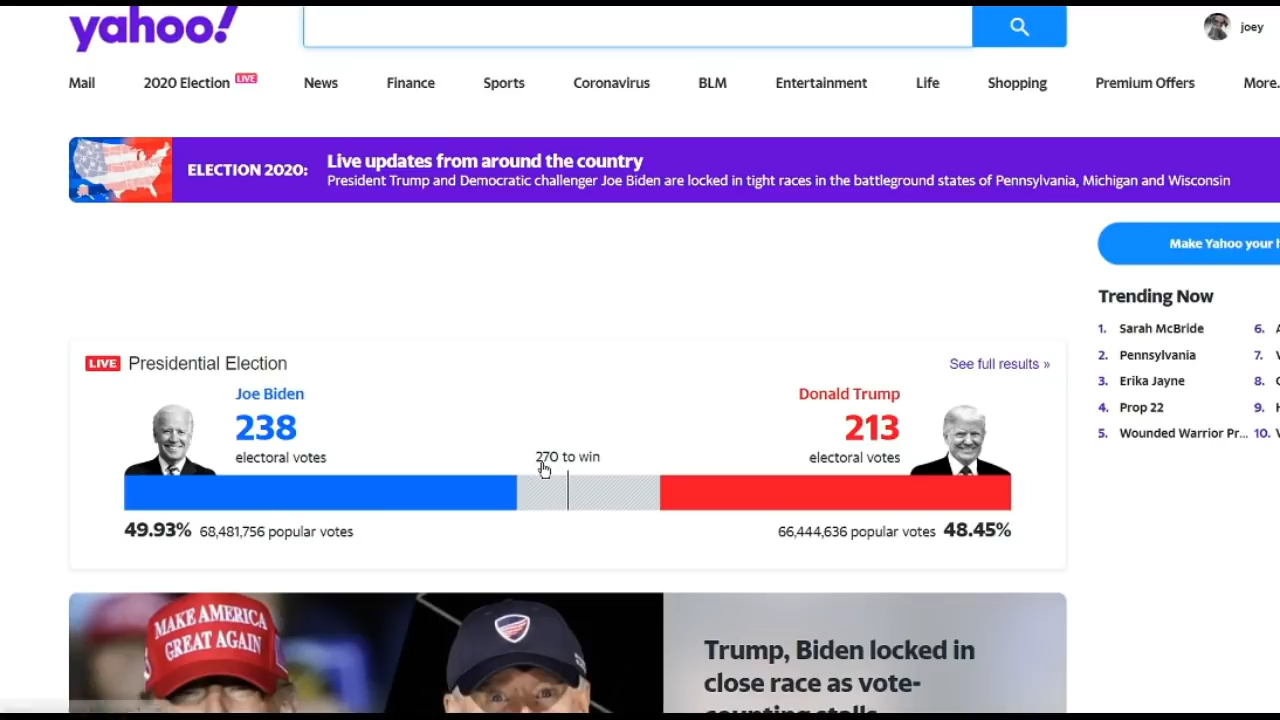 yahoo!
joey
Mail 2020 Election LIVE News Finance Sports Coronavirus BLM Entertainment Life Shopping Premium Offers More.
ELECTION 2020: Live updates from around the country
President Trump and Democratic challenger Joe Biden are locked in tight races in the battleground states of Pennsylvania, Michigan and Wisconsin
Make Yahoo your
Trending Now
1. Sarah McBride 6.
2. Pennsylvania 7.
3. Erika Jayne 8.
4. Prop 22 9.
5. Wounded Warrior Pr... 10.
LIVE Presidential Election See full results »
Joe Biden Donald Trump
238 213
electoral votes 270 to win electoral votes
49.93% 68,481,756 popular votes 66,444,636 popular votes 48.45%
MAKE AMERICA
GREAT AGAIN
Trump, Biden locked in
close race as vote-
counting stalls